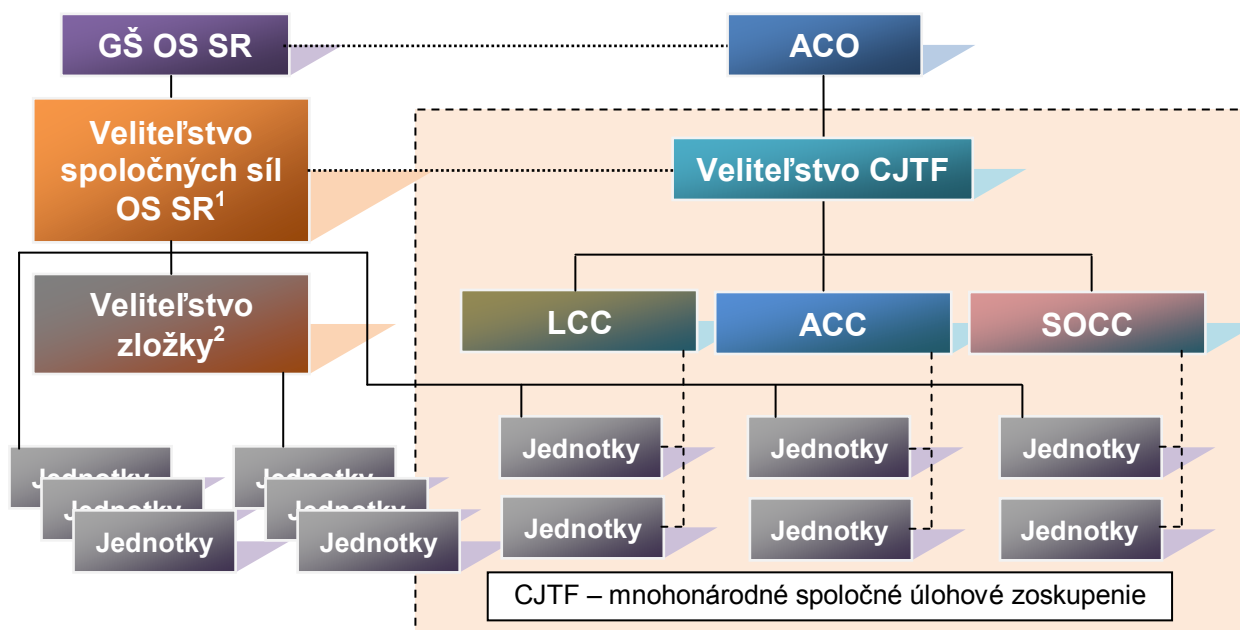 GŠ OS SR
ACO
Veliteľstvo
spoločných síl
OS SR1
Veliteľstvo CJTF
Veliteľstvo
zložky2
LCC
ACC
SOCC
Jednotky
Jednotky
Jednotky
Jednotky
Jednotky
Jednotky
Jednotky
Jednotky
Jednotky
Jednotky
Jednotky
Jednotky
CJTF – mnohonárodné spoločné úlohové zoskupenie